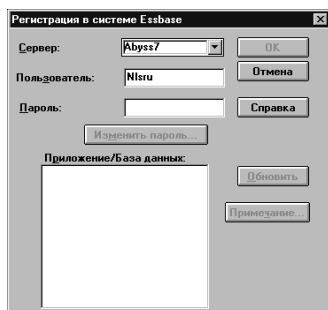 Регистрация в системе Essbase
Сервер: Abyss7 OK
Пользователь: Nlsru Отмена
Пароль: Справка
Изменить пароль...
Приложение/База данных:
Обновить
Примечание...